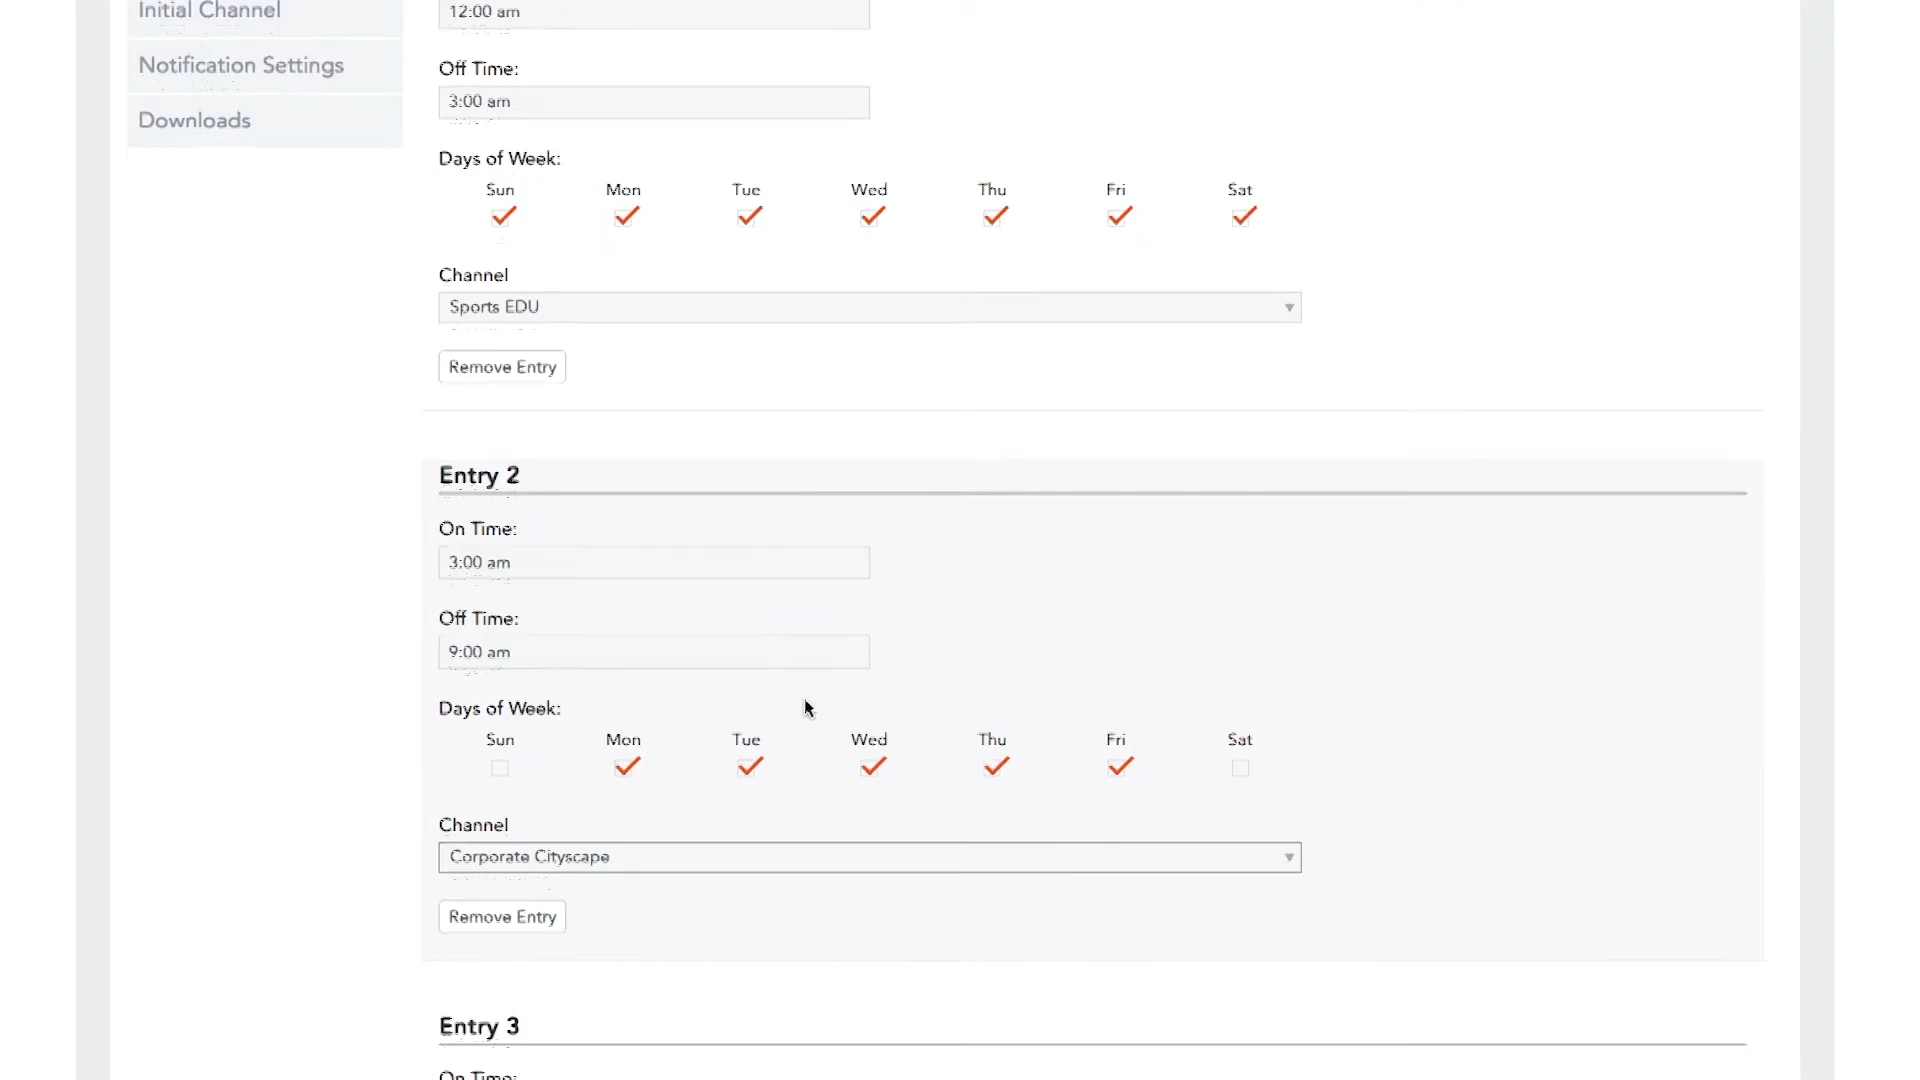 Initial Channel
Notification Settings
Downloads
12:00 am
Off Time:
3:00 am
Days of Week:
Sun Mon Tue Wed Thu Fri Sat
Channel
Sports EDU
Remove Entry
Entry 2
On Time:
3:00 am
Off Time:
9:00 am
Days of Week:
Sun Mon Tue Wed Thu Fri Sat
Channel
Corporate Cityscape
Remove Entry
Entry 3
On Time: